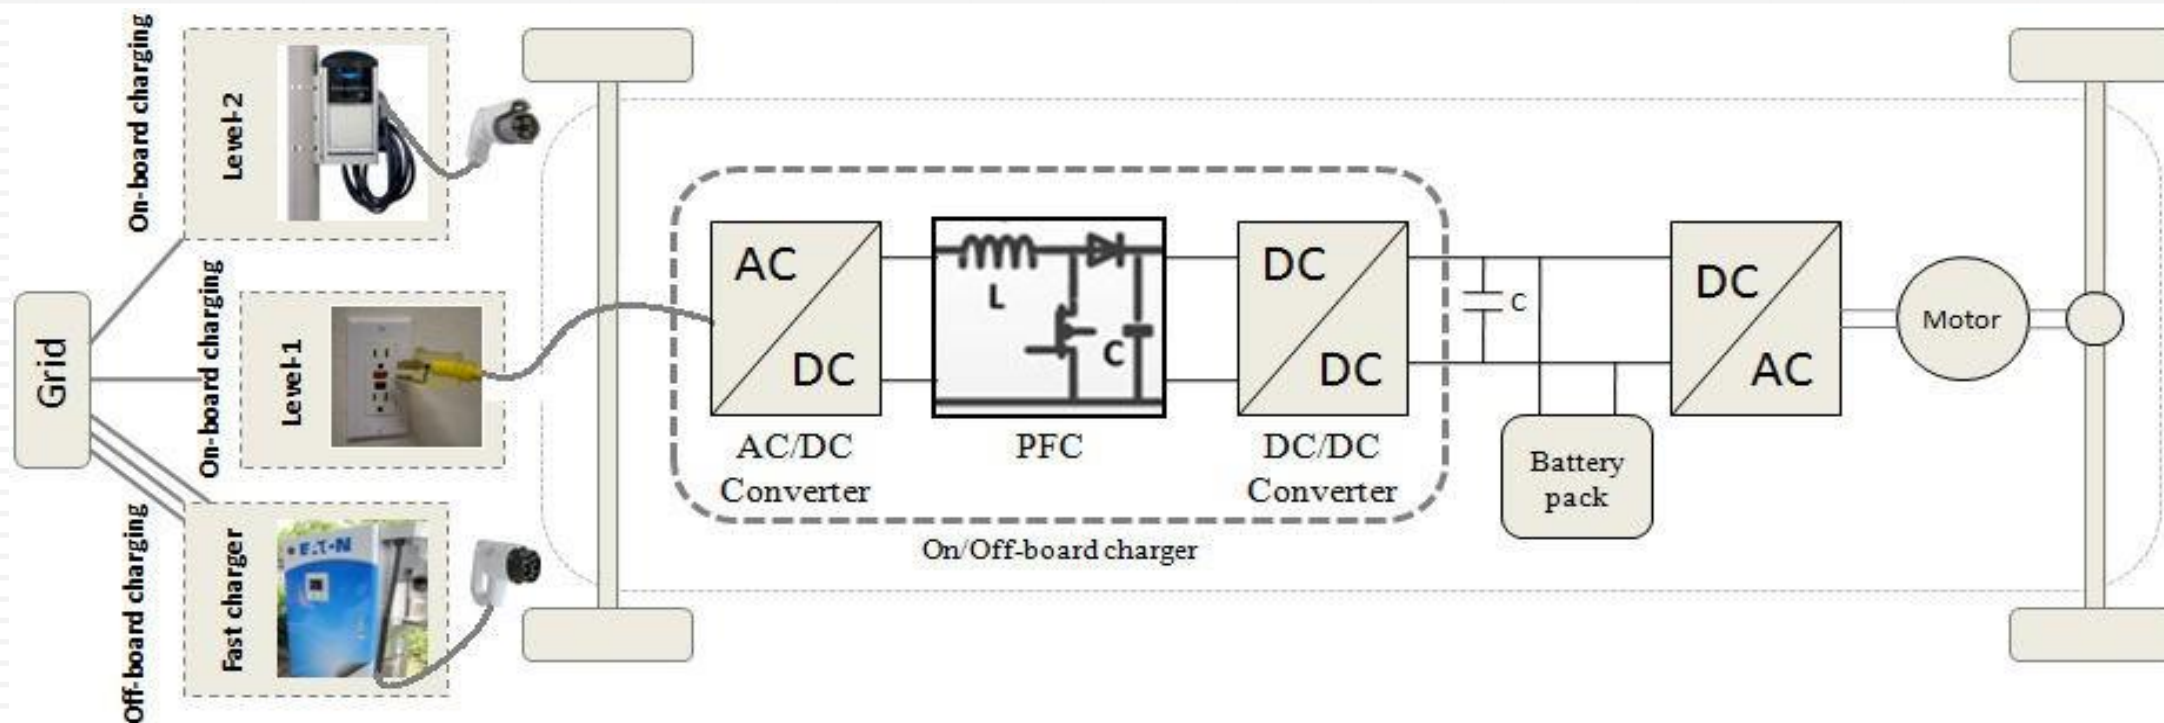 On-board charging
Level-2
On-board charging
Level-1
Grid
Off-board charging
Fast charger
E.T-N
AC
DC
AC/DC
Converter
L
C
PFC
DC
DC
DC/DC
Converter
On/Off-board charger
C
Battery
pack
DC
AC
Motor